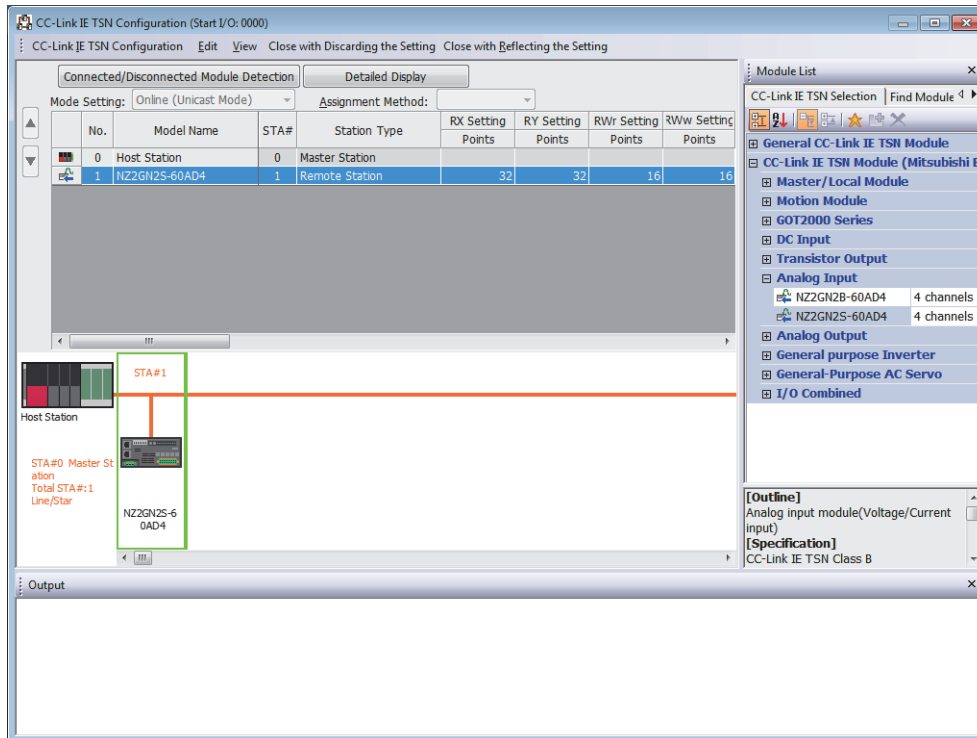 CC-Link IE TSN Configuration (Start I/O: 0000)
CC-Link IE TSN Configuration Edit View Close with Discarding the Setting Close with Reflecting the Setting
Connected/Disconnected Module Detection Detailed Display
Mode Setting: Online (Unicast Mode) Assignment Method:
No. Model Name STA# Station Type RX Setting RY Setting RWr Setting RWw Setting
Points Points Points Points
0 Host Station 0 Master Station
1 NZ2GN2S-60AD4 1 Remote Station 32 32 16 16
STA#1
Host Station
STA#0 Master St
ation
Total STA#:1
Line/Star
NZ2GN2S-6
0AD4
Module List
CC-Link IE TSN Selection Find Module
General CC-Link IE TSN Module
CC-Link IE TSN Module (Mitsubishi E
Master/Local Module
Motion Module
GOT2000 Series
DC Input
Transistor Output
Analog Input
NZ2GN2B-60AD4 4 channels
NZ2GN2S-60AD4 4 channels
Analog Output
General purpose Inverter
General-Purpose AC Servo
I/O Combined
[Outline]
Analog input module(Voltage/Current
input)
[Specification]
CC-Link IE TSN Class B
Output